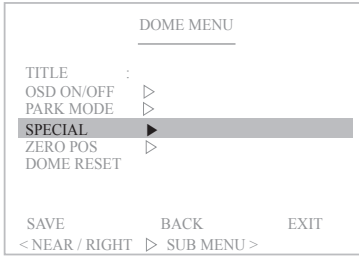 DOME MENU
TITLE :
OSD ON/OFF ▷
PARK MODE ▷
SPECIAL ▶
ZERO POS ▷
DOME RESET
SAVE BACK EXIT
< NEAR / RIGHT ▷ SUB MENU >